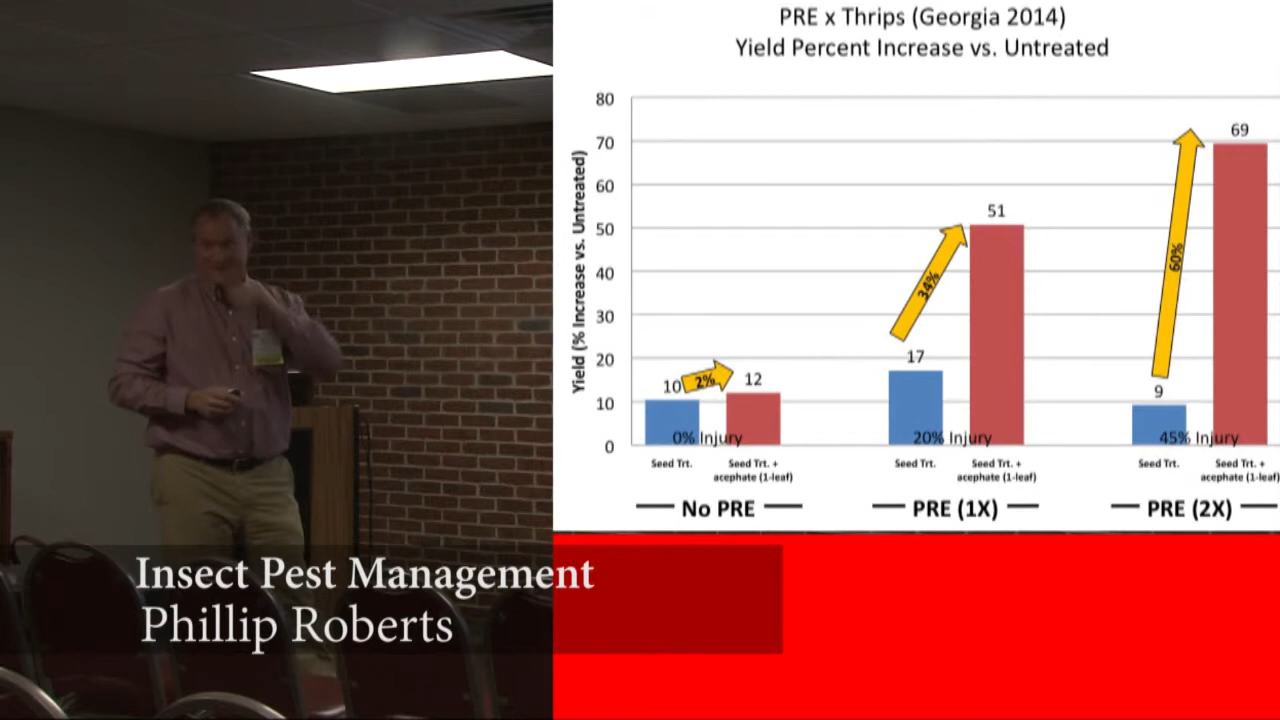 PRE x Thrips (Georgia 2014)
Yield Percent Increase vs. Untreated
Yield (% Increase vs. Untreated)
80
70
60
50
40
30
20
10
0
10
2%
12
17
34%
51
9
60%
69
0% Injury
20% Injury
45% Injury
Seed Trt.
Seed Trt. +
acephate (1-leaf)
Seed Trt.
Seed Trt. +
acephate (1-leaf)
Seed Trt.
Seed Trt. +
acephate (1-leaf)
No PRE
PRE (1X)
PRE (2X)
Insect Pest Management
Phillip Roberts